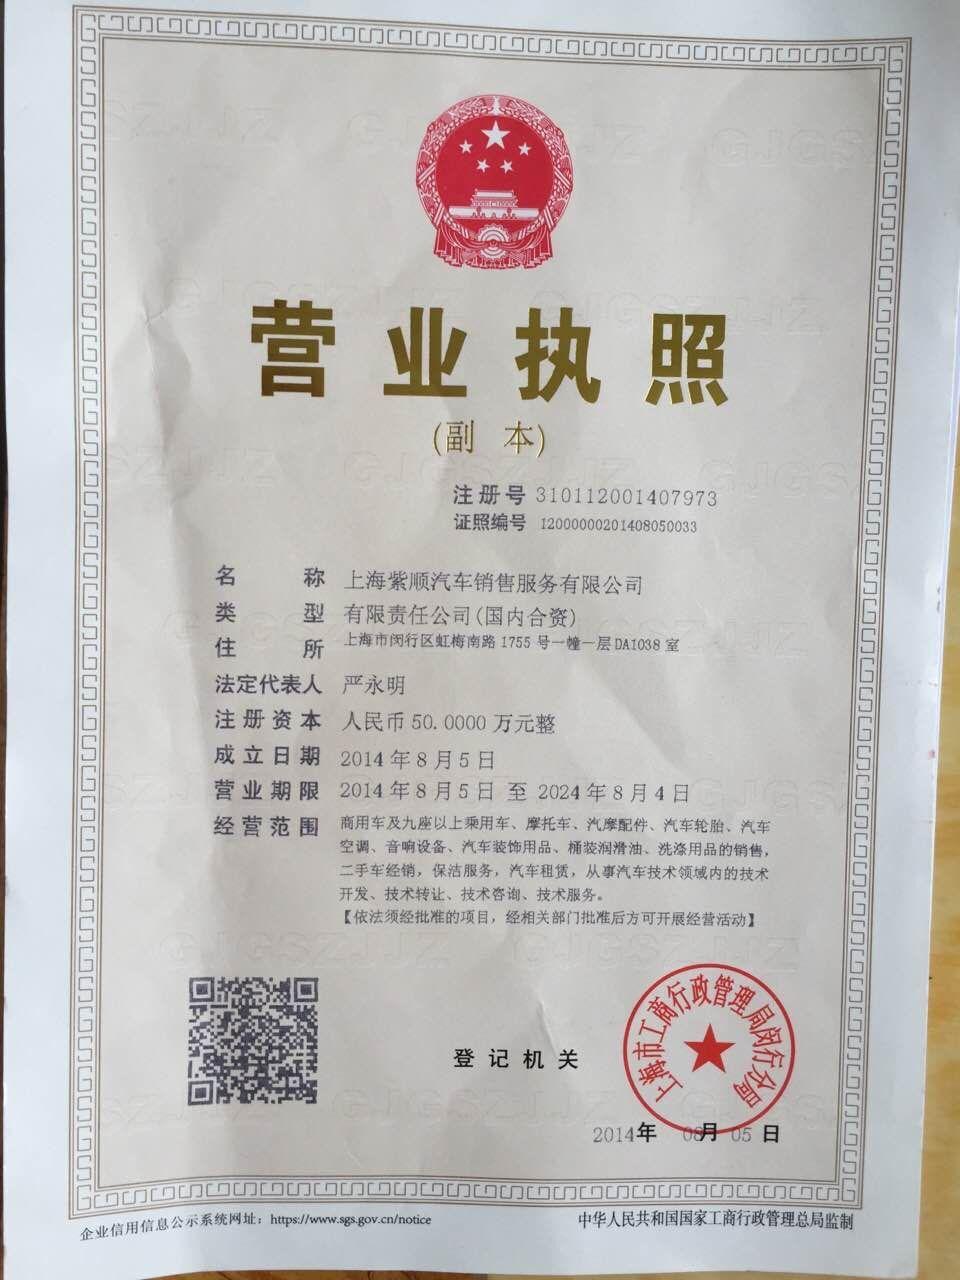 营业执照
(副 本)
注册号 310112001407973
证照编号 12000000201408050033
名 称 上海紫顺汽车销售服务有限公司
类 型 有限责任公司(国内合资)
住 所 上海市闵行区虹梅南路1755号一幢一层DA1038室
法定代表人 严永明
注册资本 人民币50.0000万元整
成立日期 2014年8月5日
营业期限 2014年8月5日 至 2024年8月4日
经营范围 商用车及九座以上乘用车、摩托车、汽摩配件、汽车轮胎、汽车
空调、音响设备、汽车装饰用品、桶装润滑油、洗涤用品的销售，
二手车经销，保洁服务，汽车租赁，从事汽车技术领域内的技术
开发、技术转让、技术咨询、技术服务。
【依法须经批准的项目，经相关部门批准后方可开展经营活动】
上海市工商行政管理局闵行分局
登记机关
2014年 08月 05 日
企业信用信息公示系统网址：https://www.sgs.gov.cn/notice
中华人民共和国国家工商行政管理总局监制